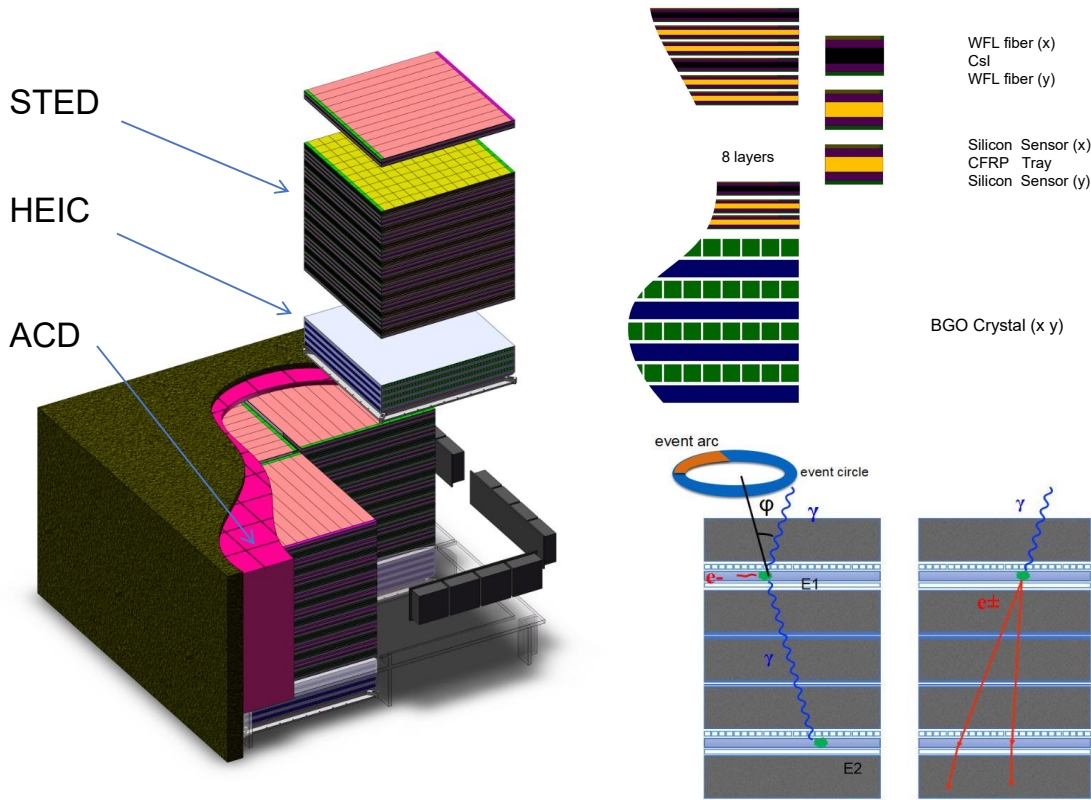 STED
HEIC
ACD
WFL fiber (x)
CsI
WFL fiber (y)
Silicon Sensor (x)
CFRP Tray
Silicon Sensor (y)
8 layers
BGO Crystal (x y)
event arc
event circle
φ
γ
e-
E1
γ
E2
γ
e±